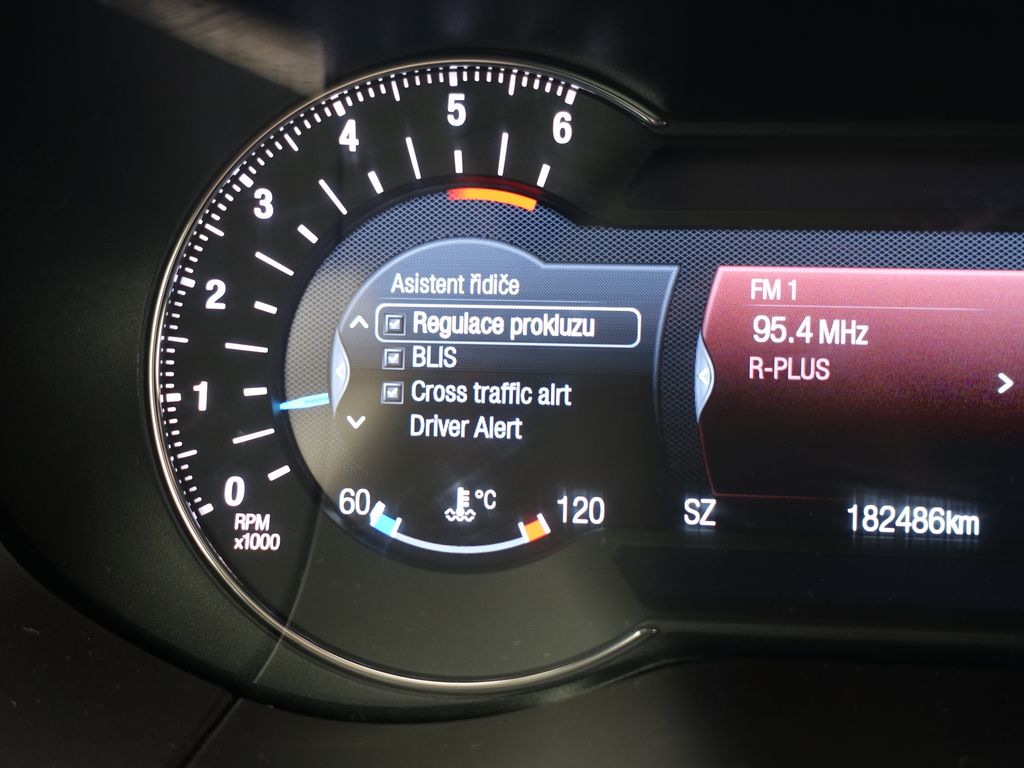 6
5
4
3
2
1
0
RPM
x1000
Asistent řidiče
Regulace prokluzu
BLIS
Cross traffic alrt
Driver Alert
60 °C 120
FM 1
95.4 MHz
R-PLUS
SZ 182486km